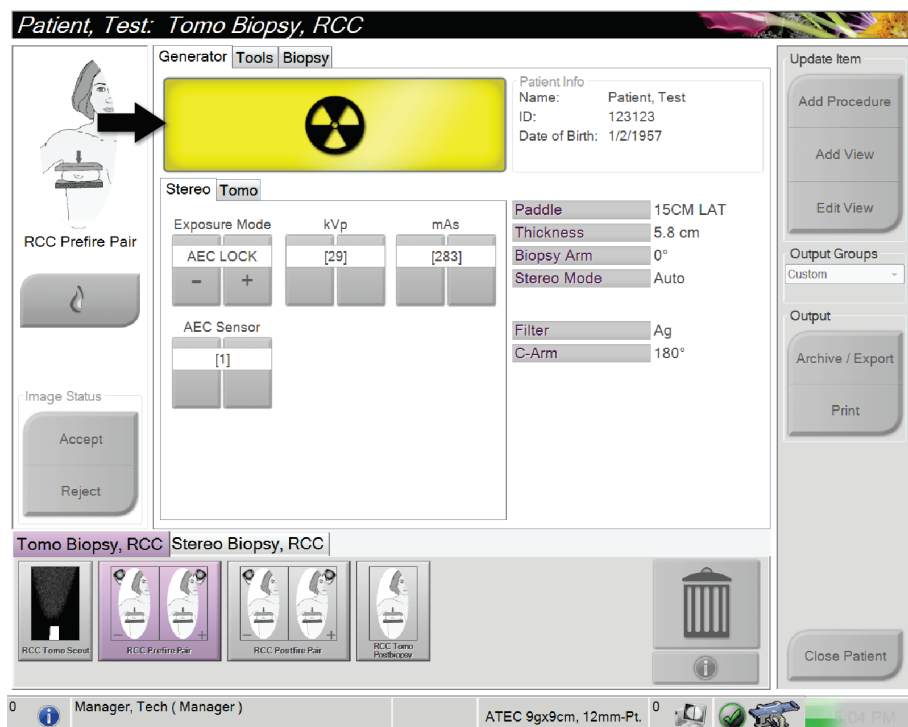 Patient, Test: Tomo Biopsy, RCC
Generator Tools Biopsy
Update Item
Patient Info
Name: Patient, Test
ID: 123123
Date of Birth: 1/2/1957
Add Procedure
Add View
Edit View
RCC Prefire Pair
Stereo Tomo
Exposure Mode kVp mAs
AEC LOCK [29] [283]
- +
AEC Sensor
[1]
Paddle 15CM LAT
Thickness 5.8 cm
Biopsy Arm 0°
Stereo Mode Auto
Filter Ag
C-Arm 180°
Output Groups
Custom
Output
Archive / Export
Print
Image Status
Accept
Reject
Tomo Biopsy, RCC Stereo Biopsy, RCC
- + - +
RCC Tomo Scout RCC Prefire Pair RCC Postfire Pair RCC Tomo
Postbiopsy
Close Patient
0 Manager, Tech ( Manager ) ATEC 9gx9cm, 12mm-Pt. 0 5:04 PM